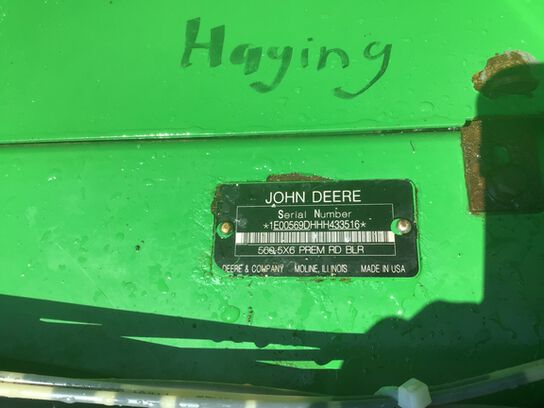 Haying
JOHN DEERE
Serial Number
*1E00569DHHH433516*
569,5X6 PREM RD BLR
DEERE & COMPANY MOLINE, ILLINOIS MADE IN USA